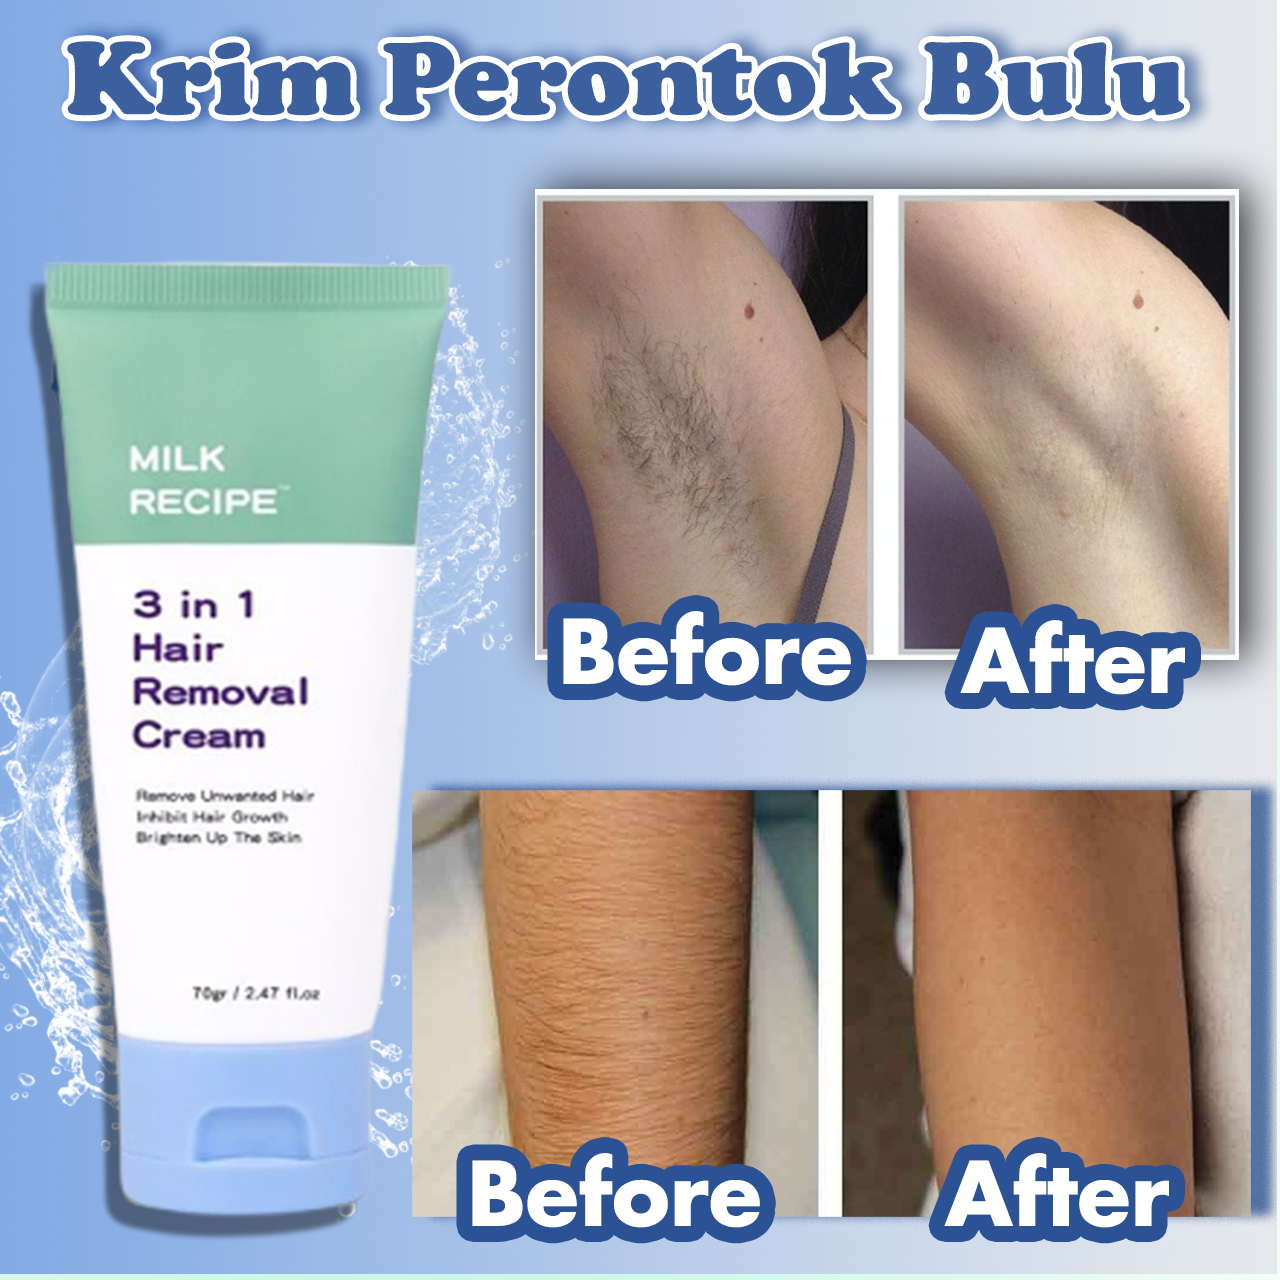 Krim Perontok Bulu
MILK
RECIPE™
3 in 1
Hair
Removal
Cream
Remove Unwanted Hair
Inhibit Hair Growth
Brighten Up The Skin
70gr / 2.47 fl.oz
Before
After
Before
After